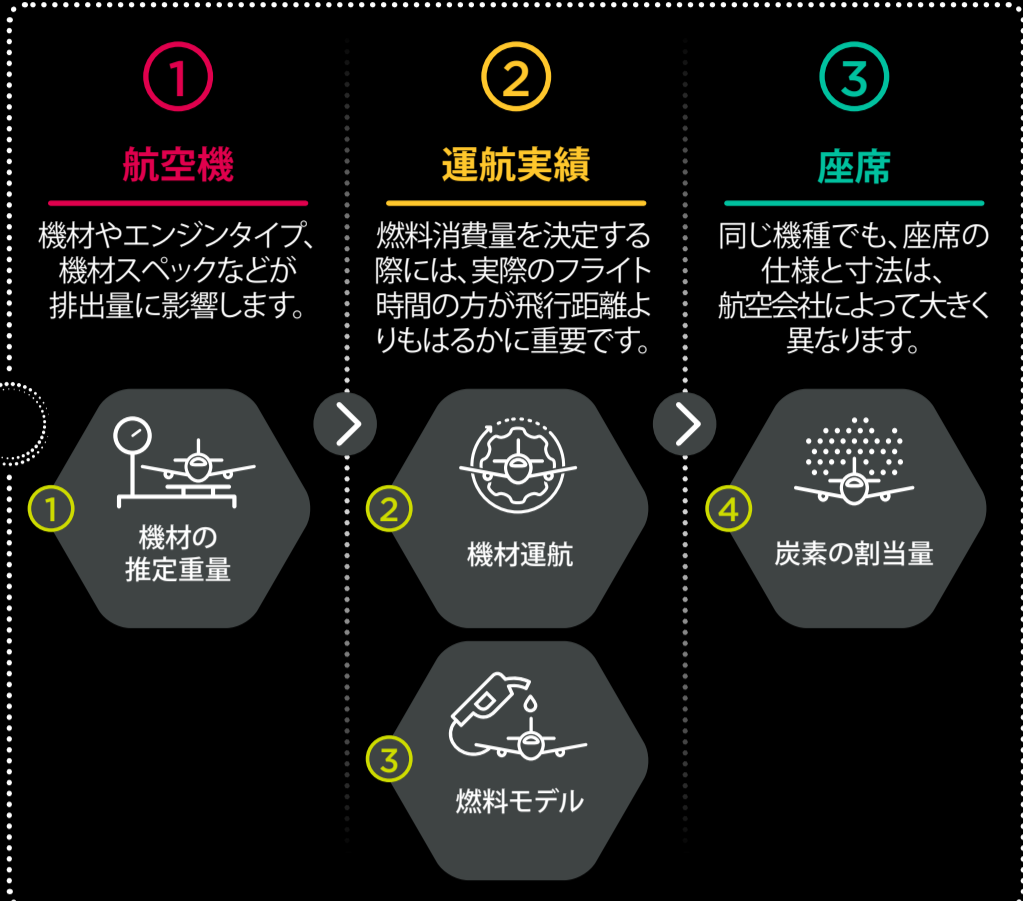 1
航空機
機材やエンジンタイプ、
機材スペックなどが
排出量に影響します。
1
機材の
推定重量
2
運航実績
燃料消費量を決定する
際には、実際のフライト
時間の方が飛行距離よ
りもはるかに重要です。
2
機材運航
3
燃料モデル
3
座席
同じ機種でも、座席の
仕様と寸法は、
航空会社によって大きく
異なります。
4
炭素の割当量